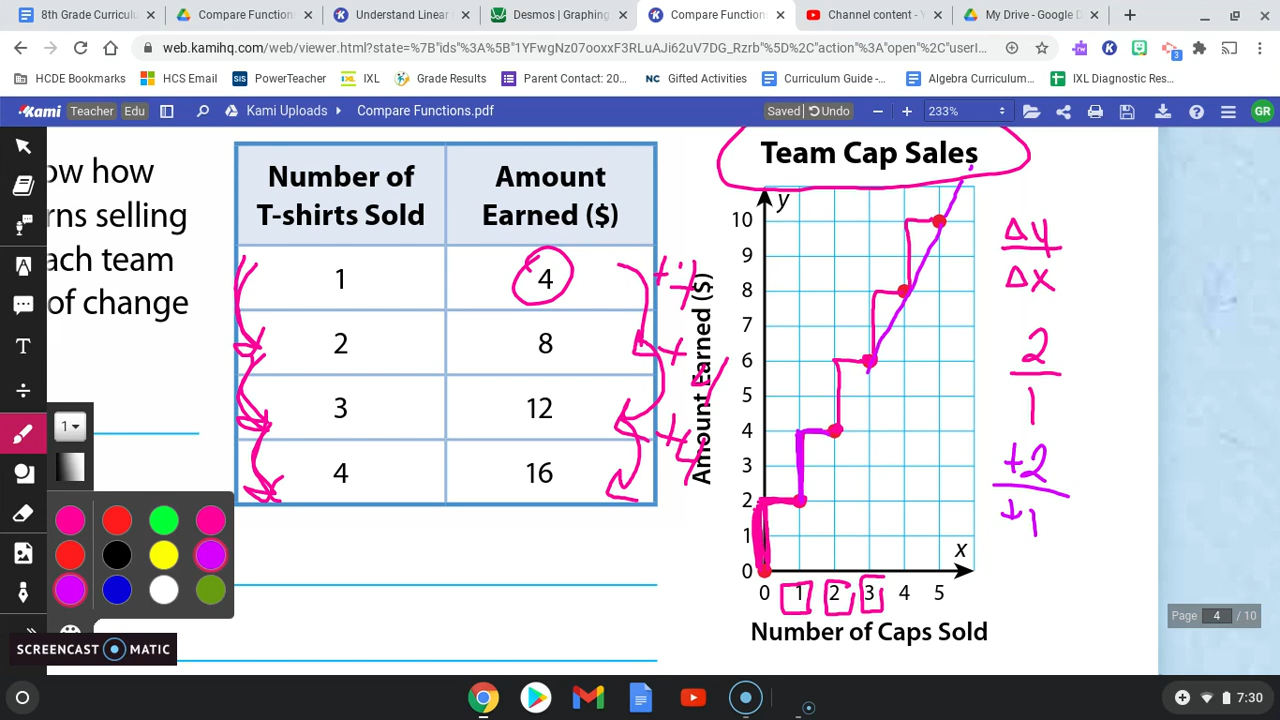 8th Grade Curricu
Compare Function
Understand Linear
Desmos | Graphing
Compare Function
Channel content - Y
My Drive - Google D
web.kamihq.com/web/viewer.html?state=%7B"ids"%3A%5B"1YFwgNz07ooxxF3RLuAJi62uV7DG_Rzrb"%5D%2C"action"%3A"open"%2C"userI...
3
HCDE Bookmarks
HCS Email
SIS
PowerTeacher
IXL
Grade Results
Parent Contact: 20...
NC
Gifted Activities
Curriculum Guide -...
Algebra Curriculum...
IXL Diagnostic Res...
Kami
Teacher
Edu
Kami Uploads
Compare Functions.pdf
Saved
Undo
233%
GR
ow how
rns selling
ach team
of change
Number of
T-shirts Sold
Amount
Earned ($)
1 4
2 8
3 12
4 16
+4
+4
+4
Team Cap Sales
y
10
9
8
7
6
5
4
3
2
1
0
x
0 1 2 3 4 5
Amount Earned ($)
Number of Caps Sold
Δy
Δx
2
1
+2
+1
T
1
Page 4 / 10
SCREENCAST MATIC
7:30